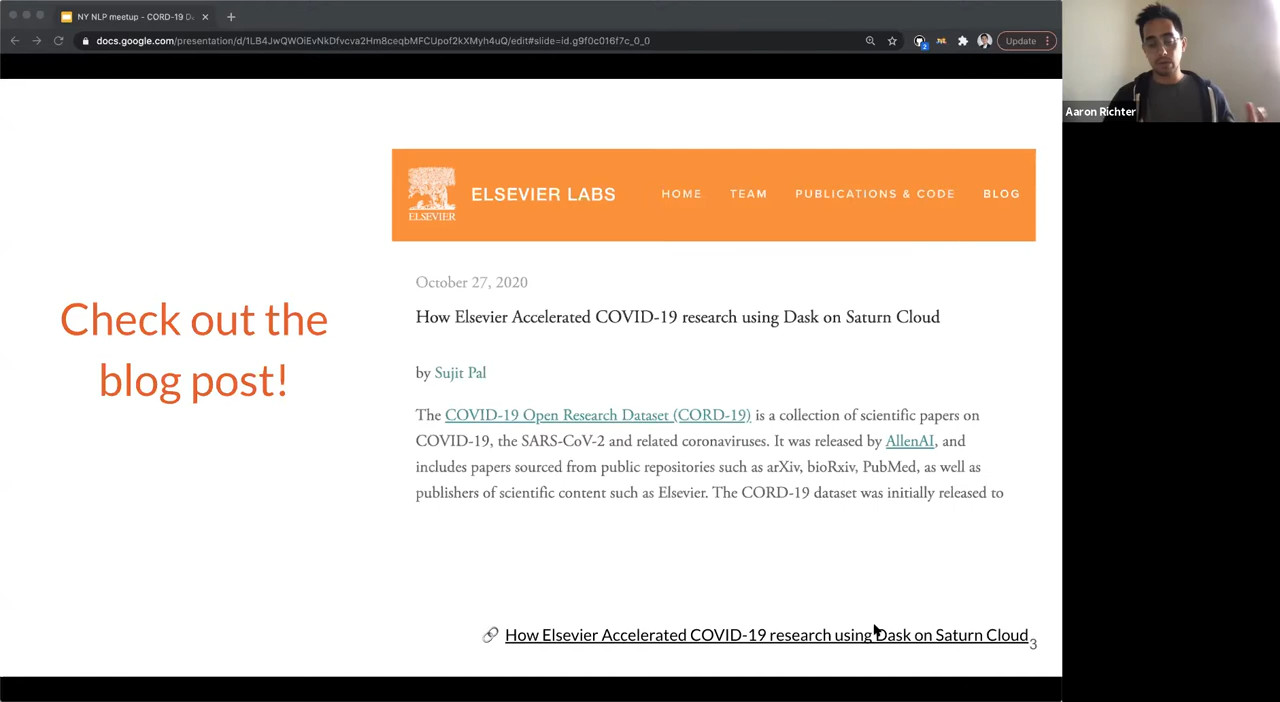 NY NLP meetup - CORD-19 D
docs.google.com/presentation/d/1LB4JwQWOiEvNkDfvcva2Hm8ceqbMFCUpof2kXMyh4uQ/edit#slide=id.g9f0c016f7c_0_0
2
Update
Aaron Richter
ELSEVIER
ELSEVIER LABS
HOME TEAM PUBLICATIONS & CODE BLOG
Check out the
blog post!
October 27, 2020
How Elsevier Accelerated COVID-19 research using Dask on Saturn Cloud
by Sujit Pal
The COVID-19 Open Research Dataset (CORD-19) is a collection of scientific papers on
COVID-19, the SARS-CoV-2 and related coronaviruses. It was released by AllenAI, and
includes papers sourced from public repositories such as arXiv, bioRxiv, PubMed, as well as
publishers of scientific content such as Elsevier. The CORD-19 dataset was initially released to
How Elsevier Accelerated COVID-19 research using Dask on Saturn Cloud
3